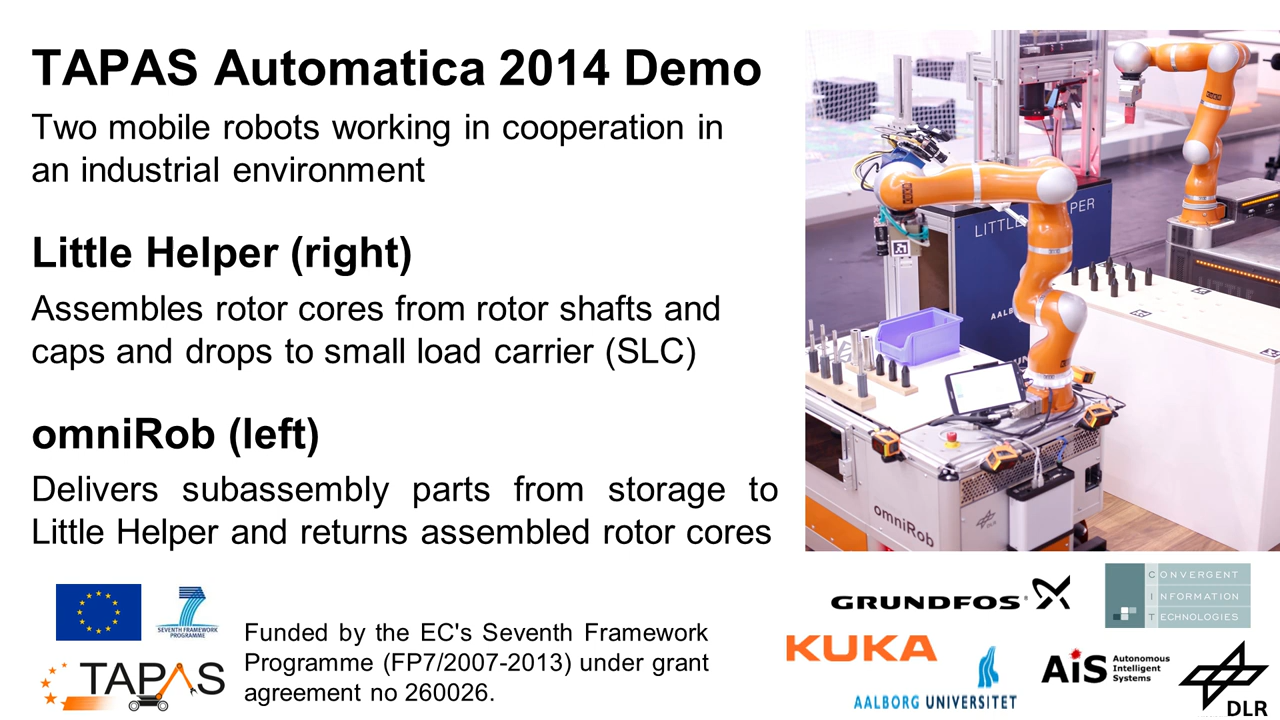 TAPAS Automatica 2014 Demo
Two mobile robots working in cooperation in
an industrial environment
Little Helper (right)
Assembles rotor cores from rotor shafts and
caps and drops to small load carrier (SLC)
omniRob (left)
Delivers subassembly parts from storage to
Little Helper and returns assembled rotor cores
SEVENTH FRAMEWORK
PROGRAMME
TAPAS
Funded by the EC's Seventh Framework
Programme (FP7/2007-2013) under grant
agreement no 260026.
omniRob
DLR
GRUNDFOS
CONVERGENT
INFORMATION
TECHNOLOGIES
KUKA
AALBORG UNIVERSITET
AiS Autonomous
Intelligent
Systems
DLR